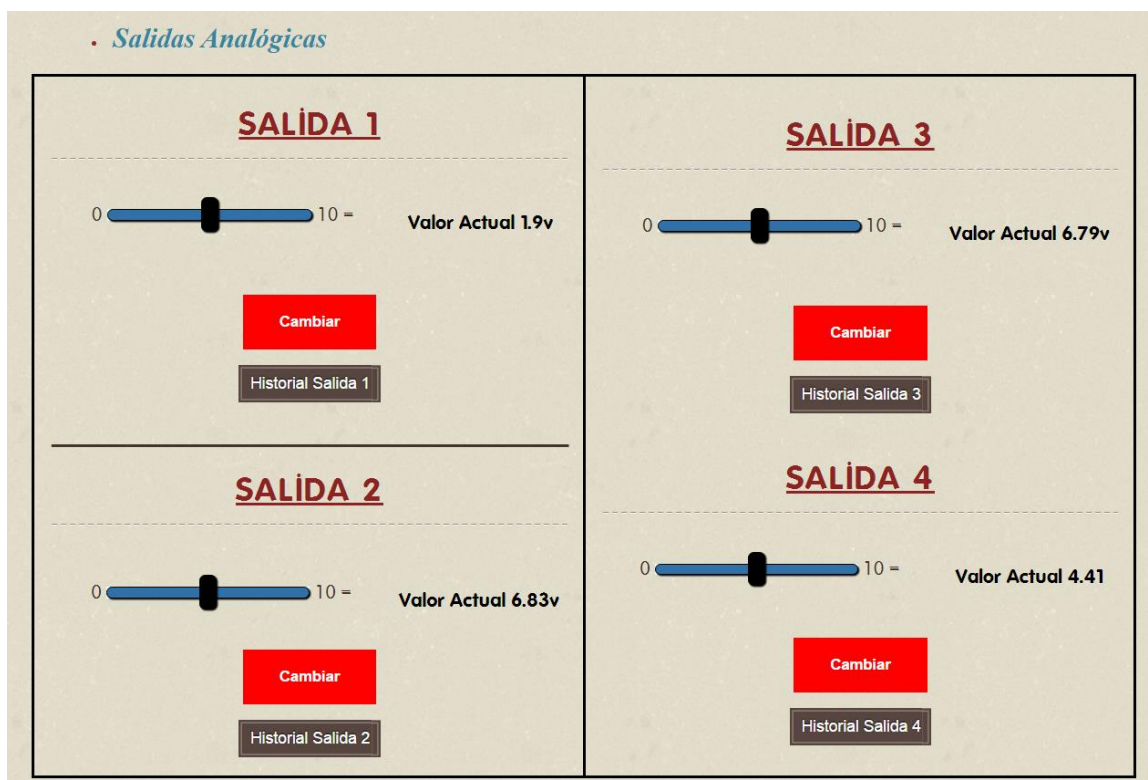 • Salidas Analógicas
SALİDA 1
0 10 =
Valor Actual 1.9v
Cambiar
Historial Salida 1
SALİDA 2
0 10 =
Valor Actual 6.83v
Cambiar
Historial Salida 2
SALİDA 3
0 10 =
Valor Actual 6.79v
Cambiar
Historial Salida 3
SALİDA 4
0 10 =
Valor Actual 4.41
Cambiar
Historial Salida 4